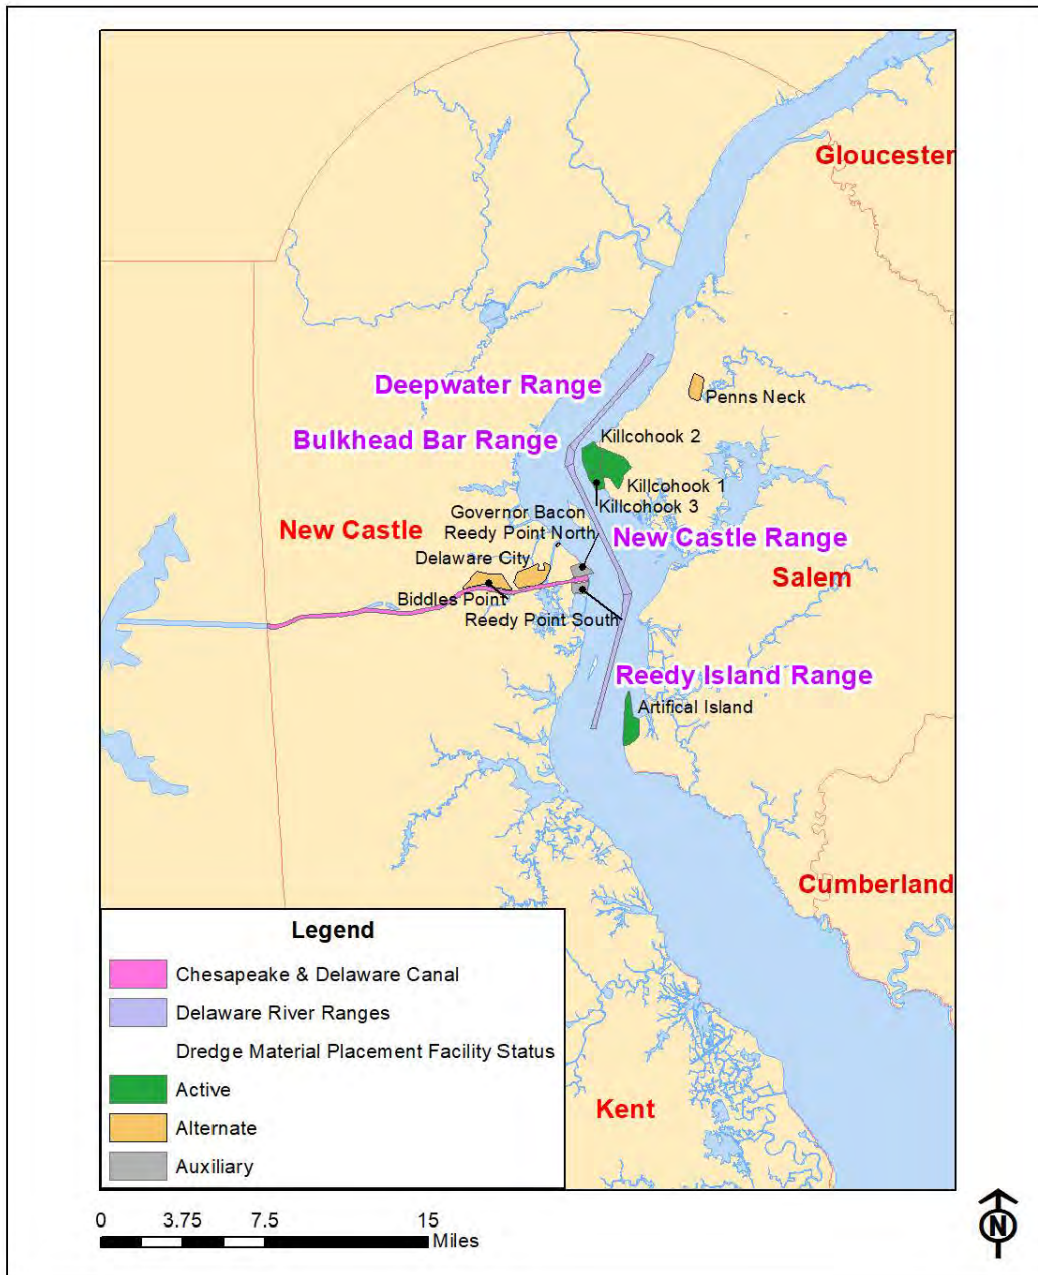 Gloucester
Deepwater Range
Penns Neck
Bulkhead Bar Range
Killcohook 2
Killcohook 1
Killcohook 3
Governor Bacon
Reedy Point North
New Castle
New Castle Range
Delaware City
Salem
Biddles Point
Reedy Point South
Reedy Island Range
Artifical Island
Cumberland
Kent
Legend
Chesapeake & Delaware Canal
Delaware River Ranges
Dredge Material Placement Facility Status
Active
Alternate
Auxiliary
0 3.75 7.5 15
Miles
N